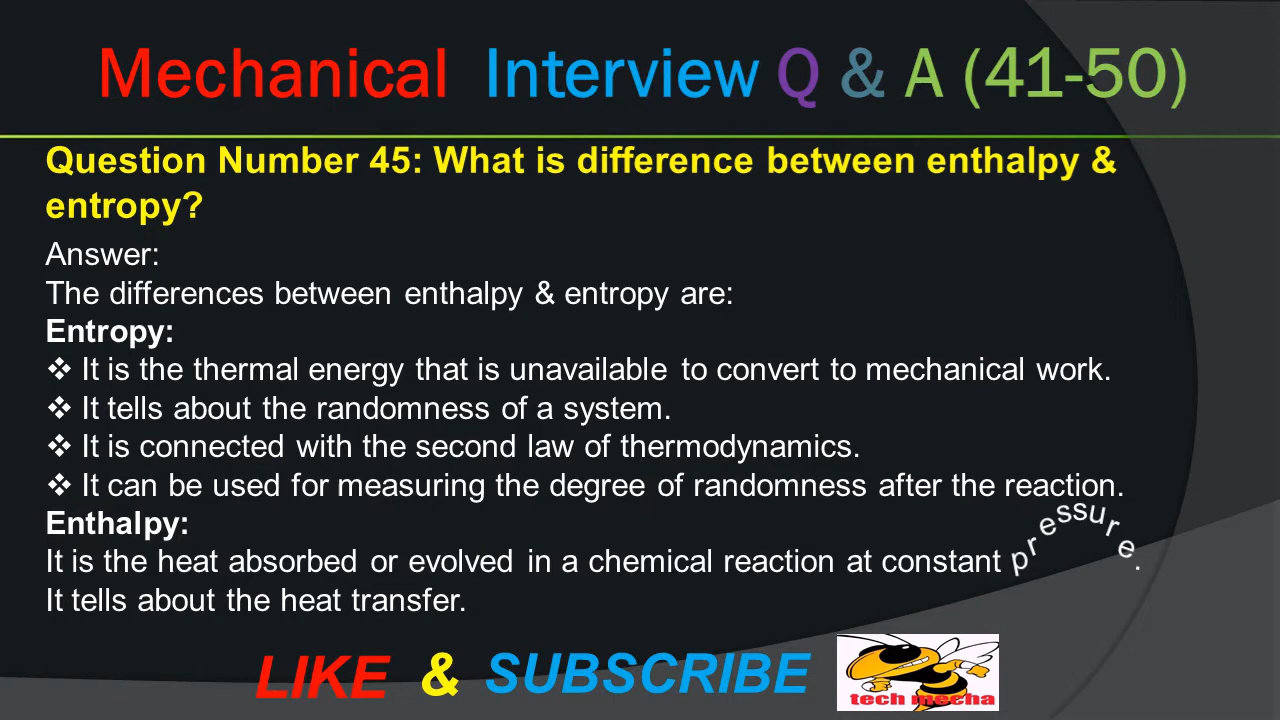 Mechanical Interview Q & A (41-50)
Question Number 45: What is difference between enthalpy &
entropy?
Answer:
The differences between enthalpy & entropy are:
Entropy:
❖ It is the thermal energy that is unavailable to convert to mechanical work.
❖ It tells about the randomness of a system.
❖ It is connected with the second law of thermodynamics.
❖ It can be used for measuring the degree of randomness after the reaction.
Enthalpy:
It is the heat absorbed or evolved in a chemical reaction at constant pressure.
It tells about the heat transfer.
LIKE & SUBSCRIBE
tech mecha